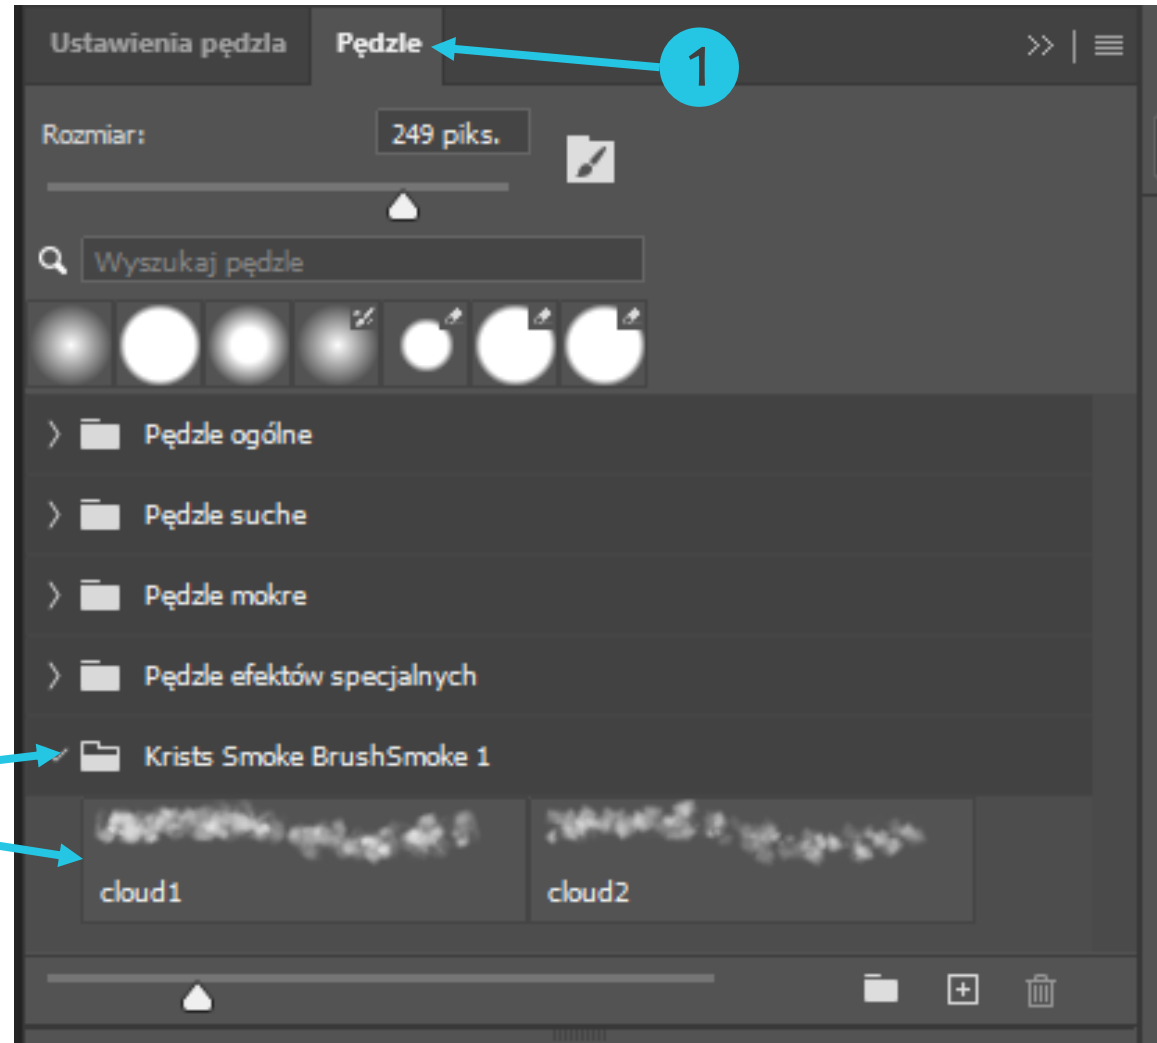 Ustawienia pędzla Pędzle 1
Rozmiar: 249 piks.
Wyszukaj pędzle
Pędzle ogólne
Pędzle suche
Pędzle mokre
Pędzle efektów specjalnych
Krists Smoke BrushSmoke 1
cloud1 cloud2